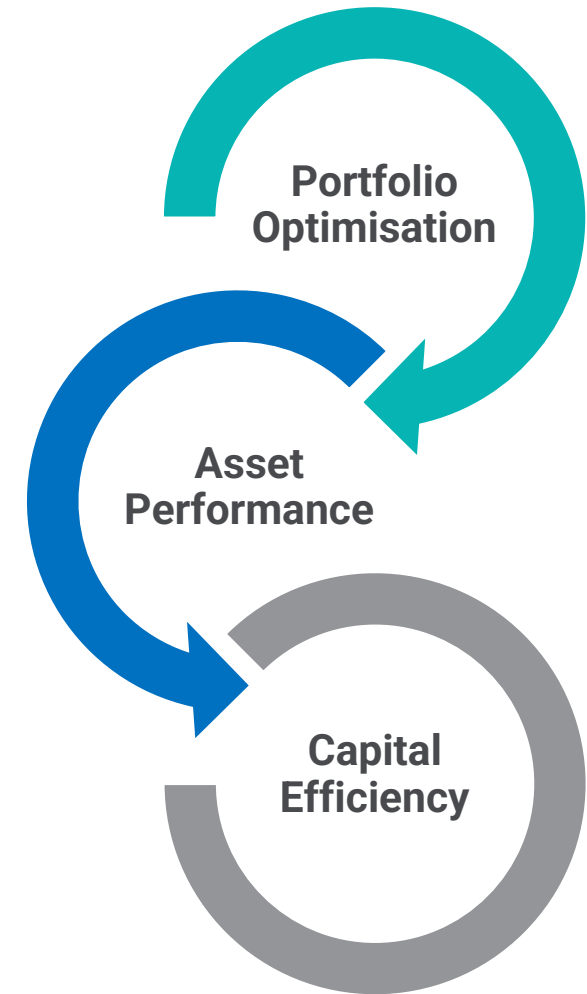 Portfolio
Optimisation
Asset
Performance
Capital
Efficiency